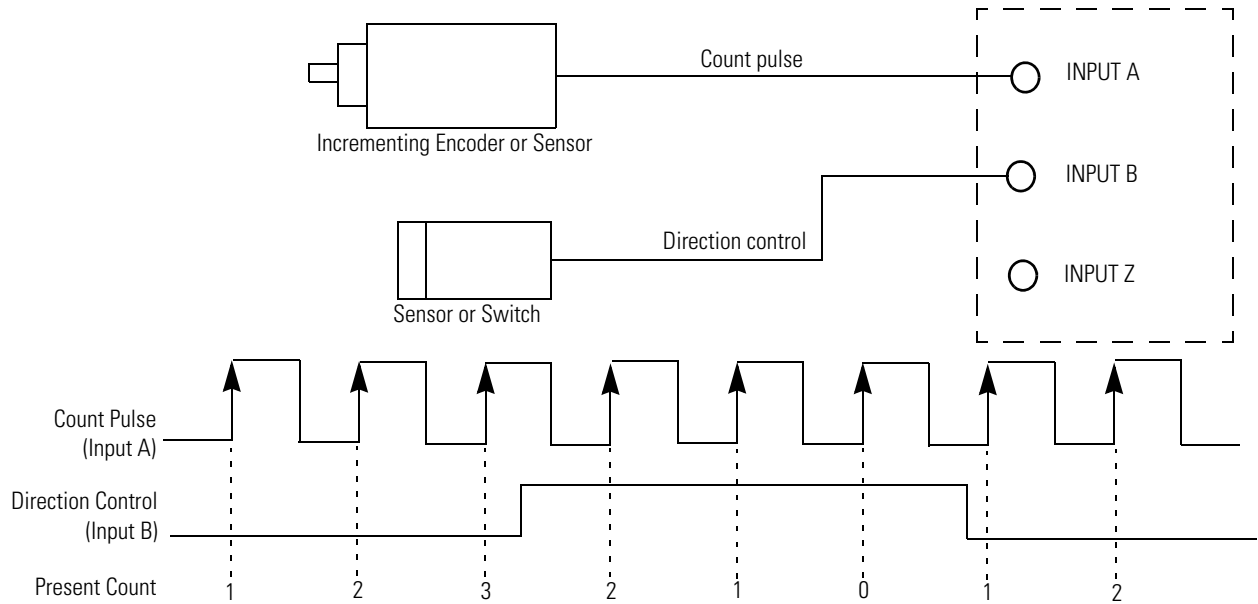 Count pulse
INPUT A
Incrementing Encoder or Sensor
INPUT B
Direction control
INPUT Z
Sensor or Switch
Count Pulse
(Input A)
Direction Control
(Input B)
Present Count 1 2 3 2 1 0 1 2